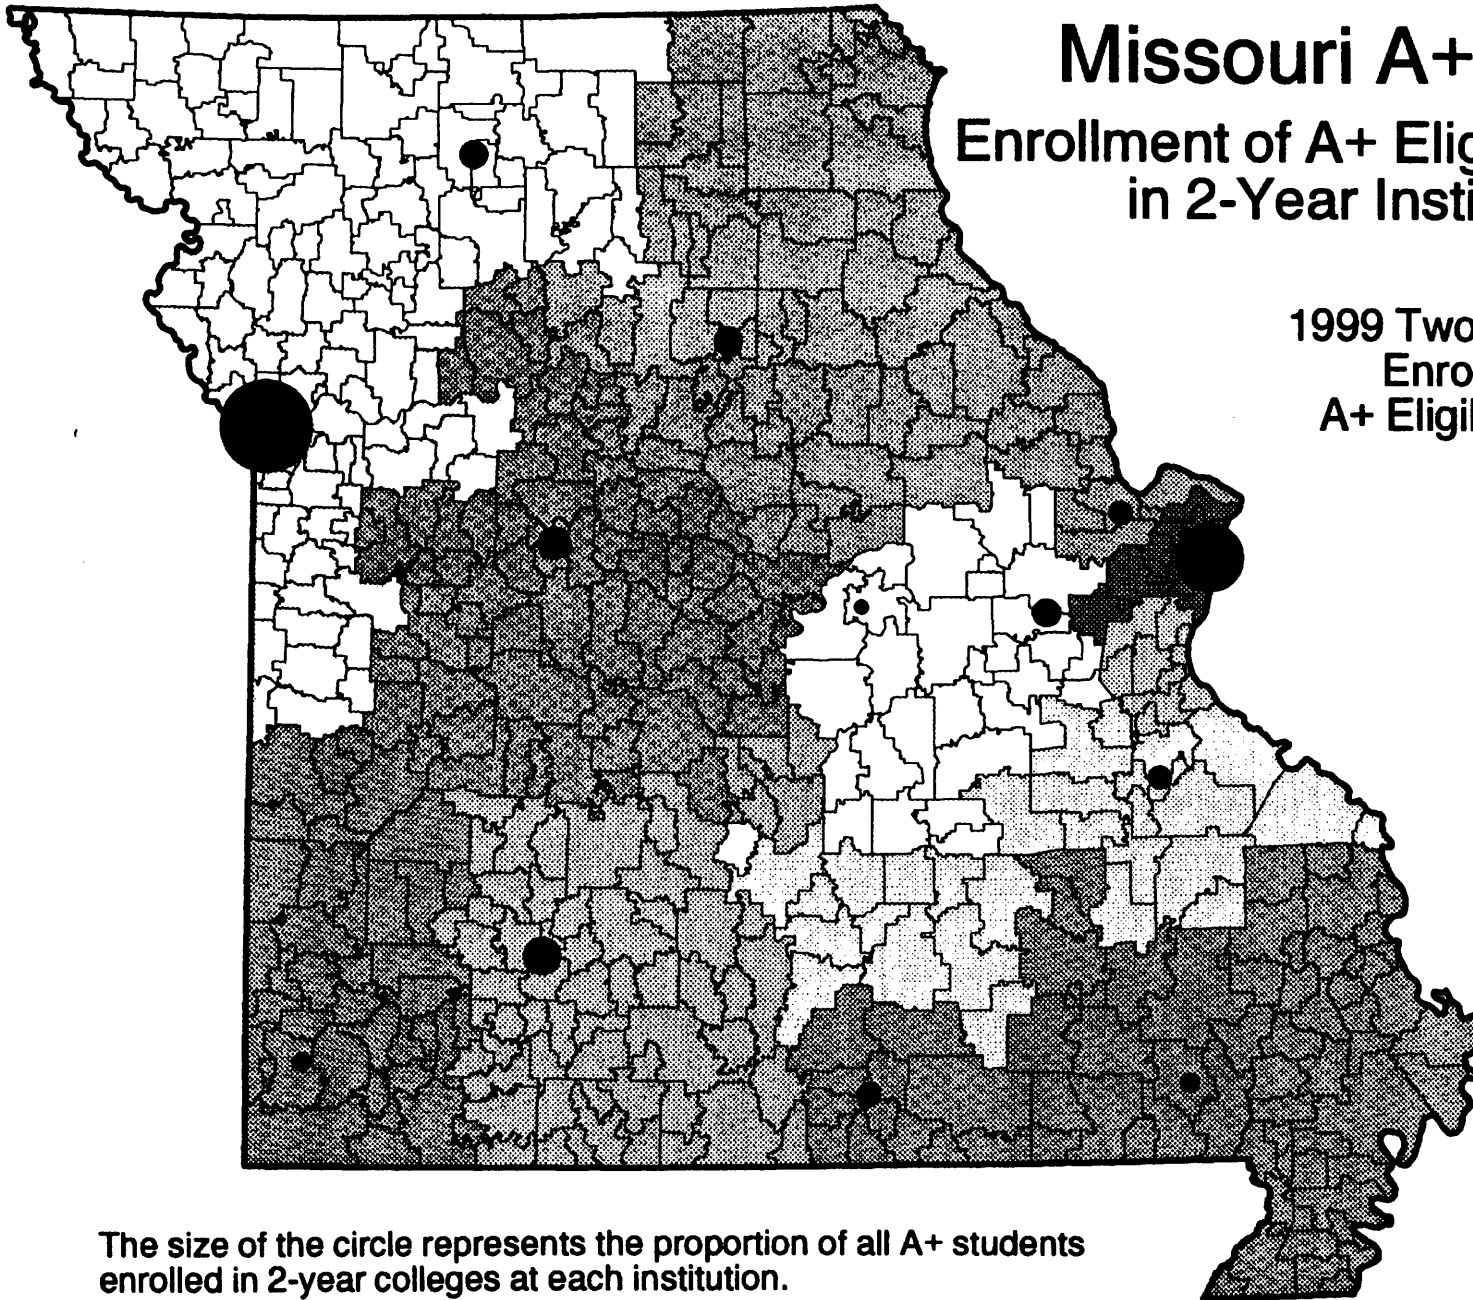 Missouri A+
Enrollment of A+ Elig
in 2-Year Insti
1999 Two
Enro
A+ Eligil
The size of the circle represents the proportion of all A+ students
enrolled in 2-year colleges at each institution.